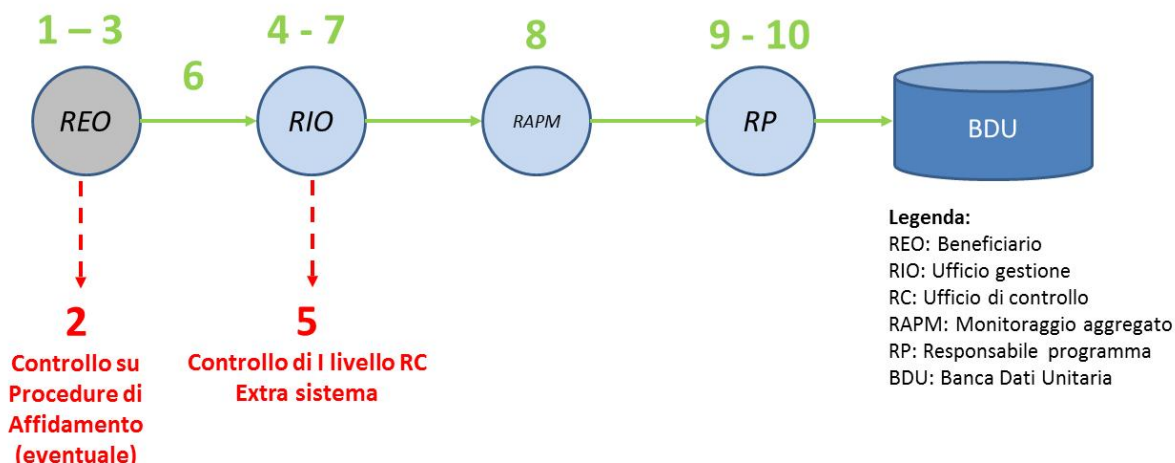 1 – 3
4 - 7
8
9 - 10
6
REO
RIO
RAPM
RP
BDU
Legenda:
REO: Beneficiario
RIO: Ufficio gestione
RC: Ufficio di controllo
RAPM: Monitoraggio aggregato
RP: Responsabile programma
BDU: Banca Dati Unitaria
2
Controllo su
Procedure di
Affidamento
(eventuale)
5
Controllo di I livello RC
Extra sistema